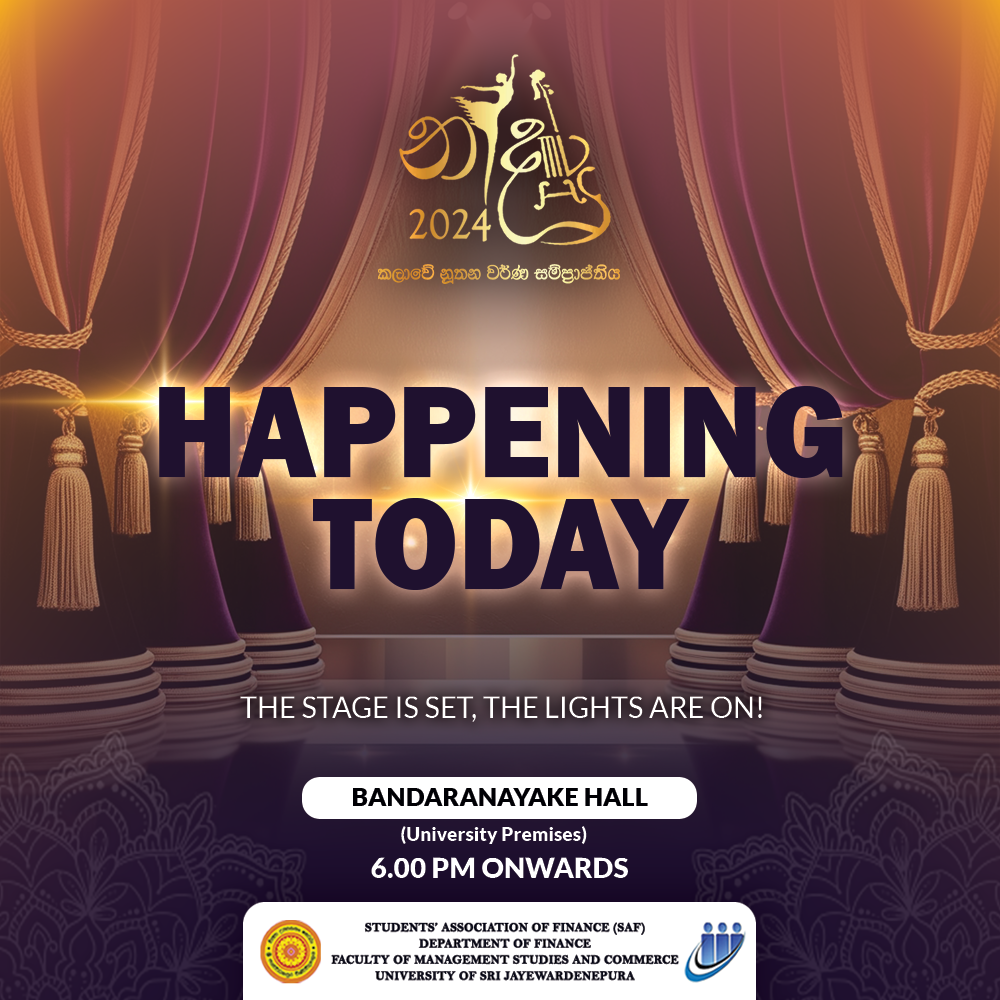 2024
කලාවේ නූතන වර්ණ සම්ප්‍රාප්තිය
HAPPENING
TODAY
THE STAGE IS SET, THE LIGHTS ARE ON!
BANDARANAYAKE HALL
(University Premises)
6.00 PM ONWARDS
STUDENTS' ASSOCIATION OF FINANCE (SAF)
DEPARTMENT OF FINANCE
FACULTY OF MANAGEMENT STUDIES AND COMMERCE
UNIVERSITY OF SRI JAYEWARDENEPURA